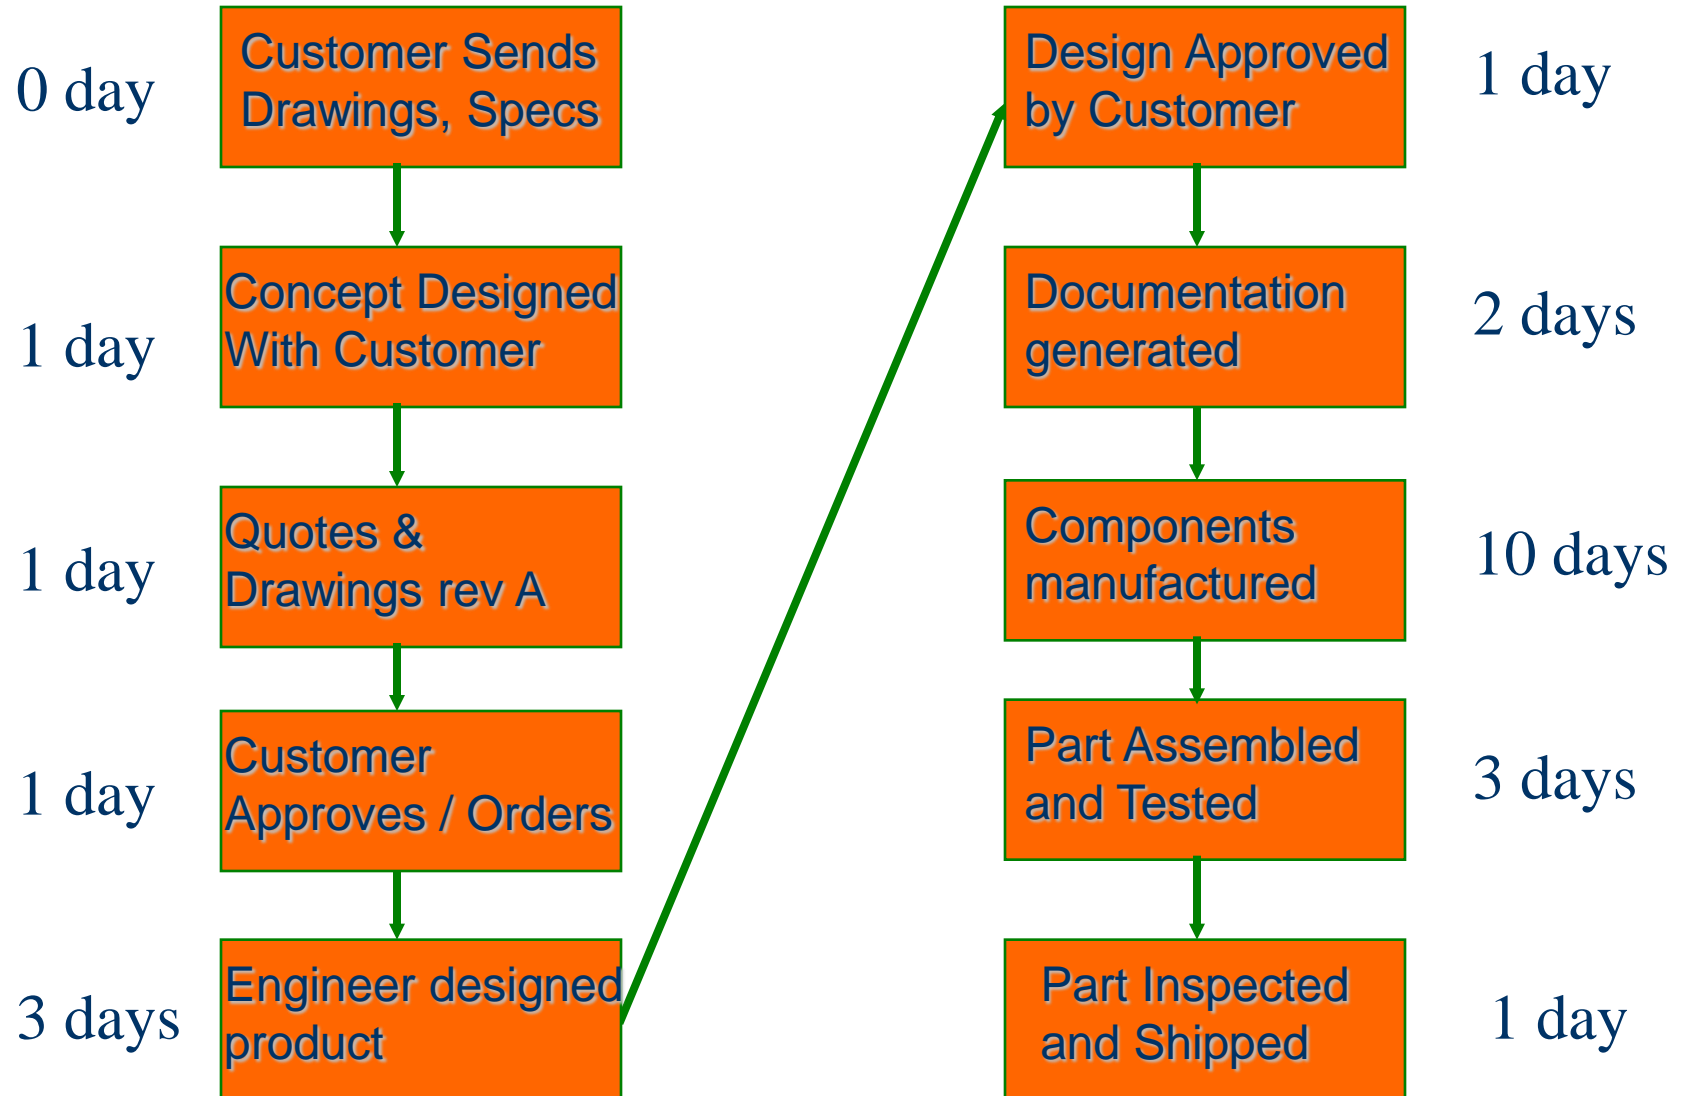 0 day
Customer Sends
Drawings, Specs
1 day
Concept Designed
With Customer
1 day
Quotes &
Drawings rev A
1 day
Customer
Approves / Orders
3 days
Engineer designed
product
Design Approved
by Customer
1 day
Documentation
generated
2 days
Components
manufactured
10 days
Part Assembled
and Tested
3 days
Part Inspected
and Shipped
1 day